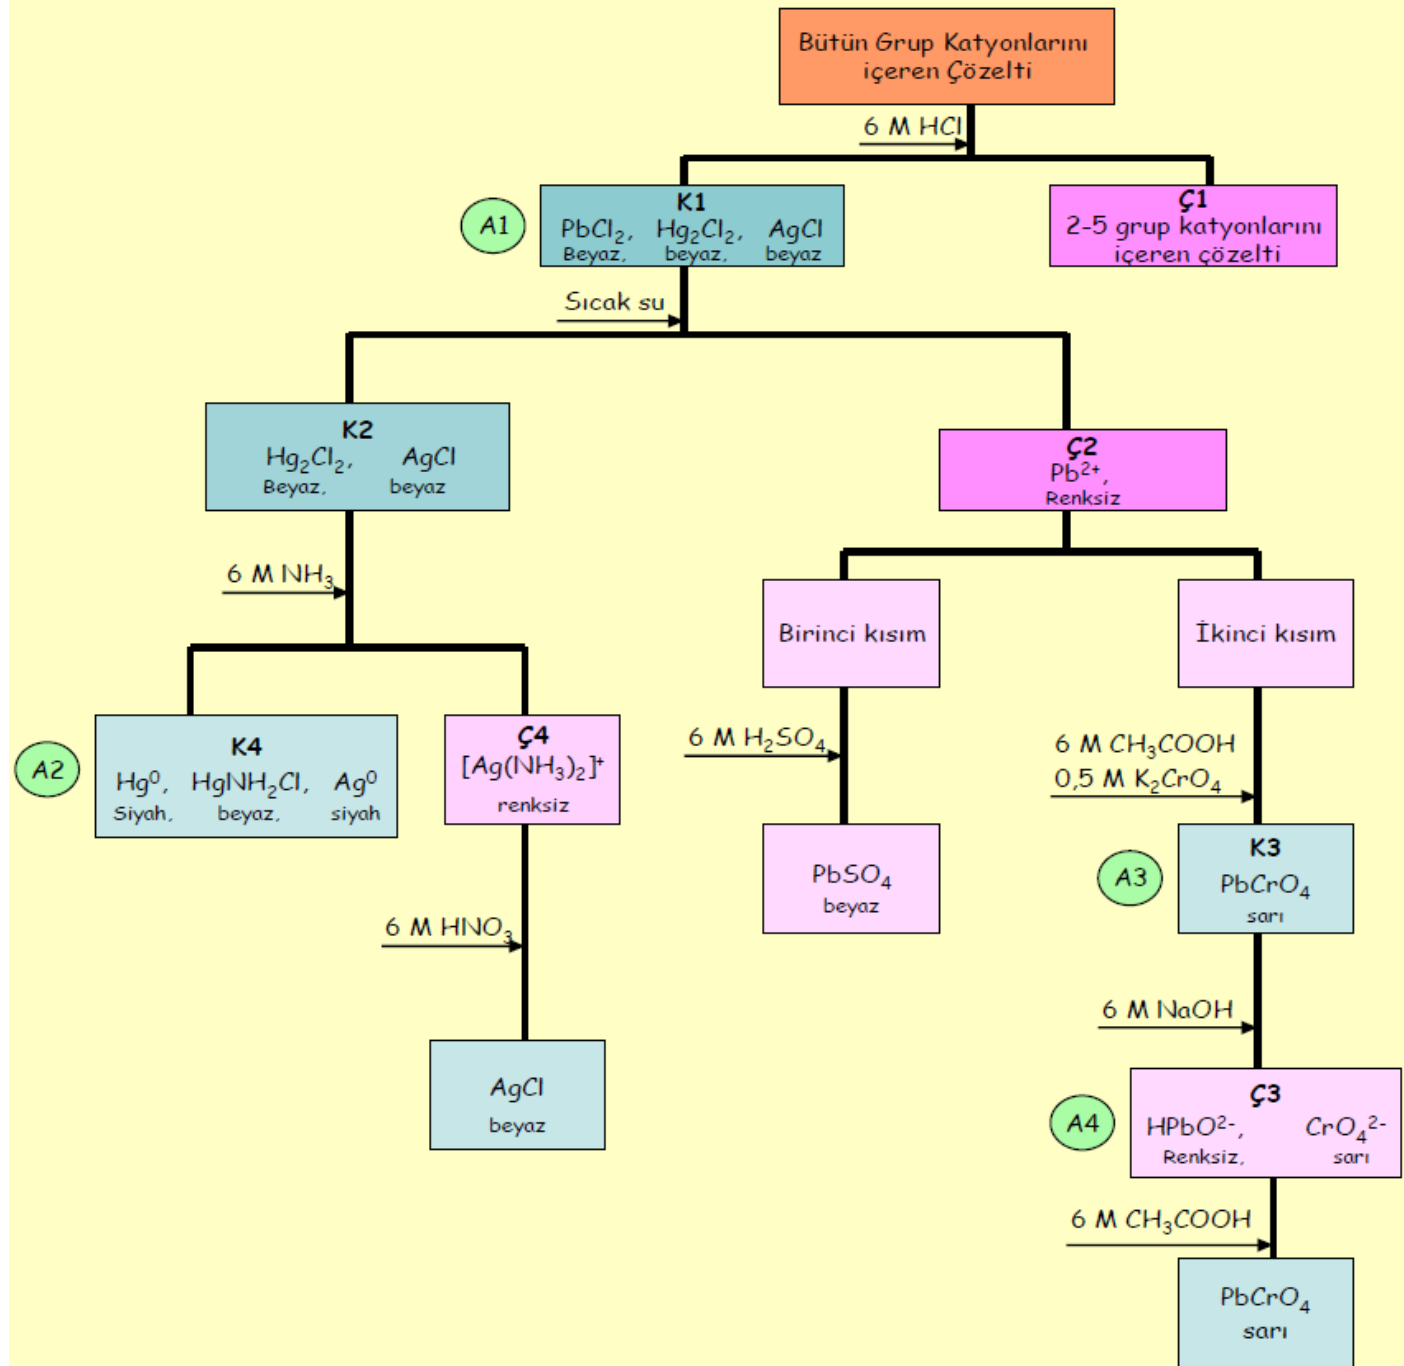 Bütün Grup Katyonlarını
içeren Çözelti
6 M HCl
A1
K1
PbCl₂, Hg₂Cl₂, AgCl
Beyaz, beyaz, beyaz
Ç1
2-5 grup katyonlarını
içeren çözelti
Sıcak su
K2
Hg₂Cl₂, AgCl
Beyaz, beyaz
Ç2
Pb²⁺,
Renksiz
6 M NH₃
Birinci kısım
İkinci kısım
A2
K4
Hg⁰, HgNH₂Cl, Ag⁰
Siyah, beyaz, siyah
Ç4
[Ag(NH₃)₂]⁺
renksiz
6 M H₂SO₄
6 M CH₃COOH
0,5 M K₂CrO₄
PbSO₄
beyaz
A3
K3
PbCrO₄
sarı
6 M HNO₃
6 M NaOH
AgCl
beyaz
A4
Ç3
HPbO²⁻, CrO₄²⁻
Renksiz, sarı
6 M CH₃COOH
PbCrO₄
sarı